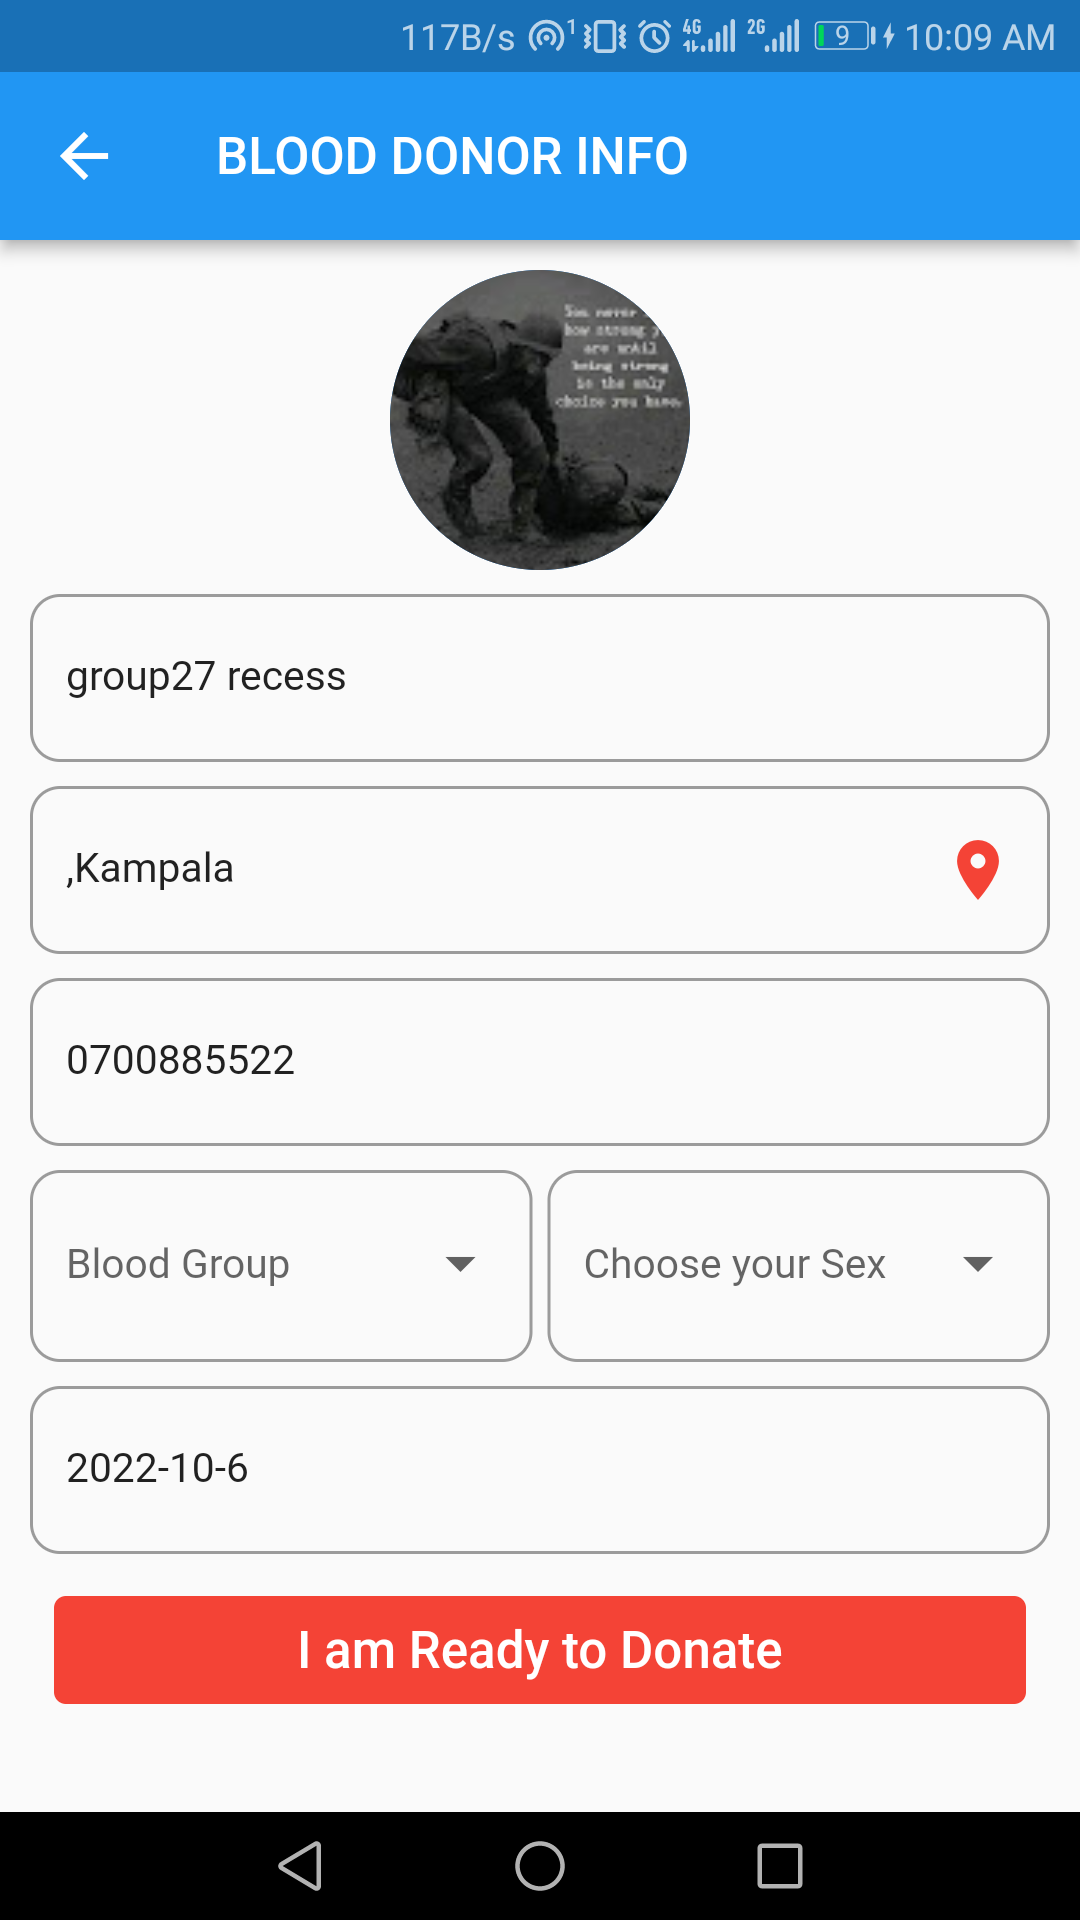 117B/s 1 4G 2G 9 10:09 AM
BLOOD DONOR INFO
You never
how strong y
are until
being strong
is the only
choice you have.
group27 recess
,Kampala
0700885522
Blood Group
Choose your Sex
2022-10-6
I am Ready to Donate